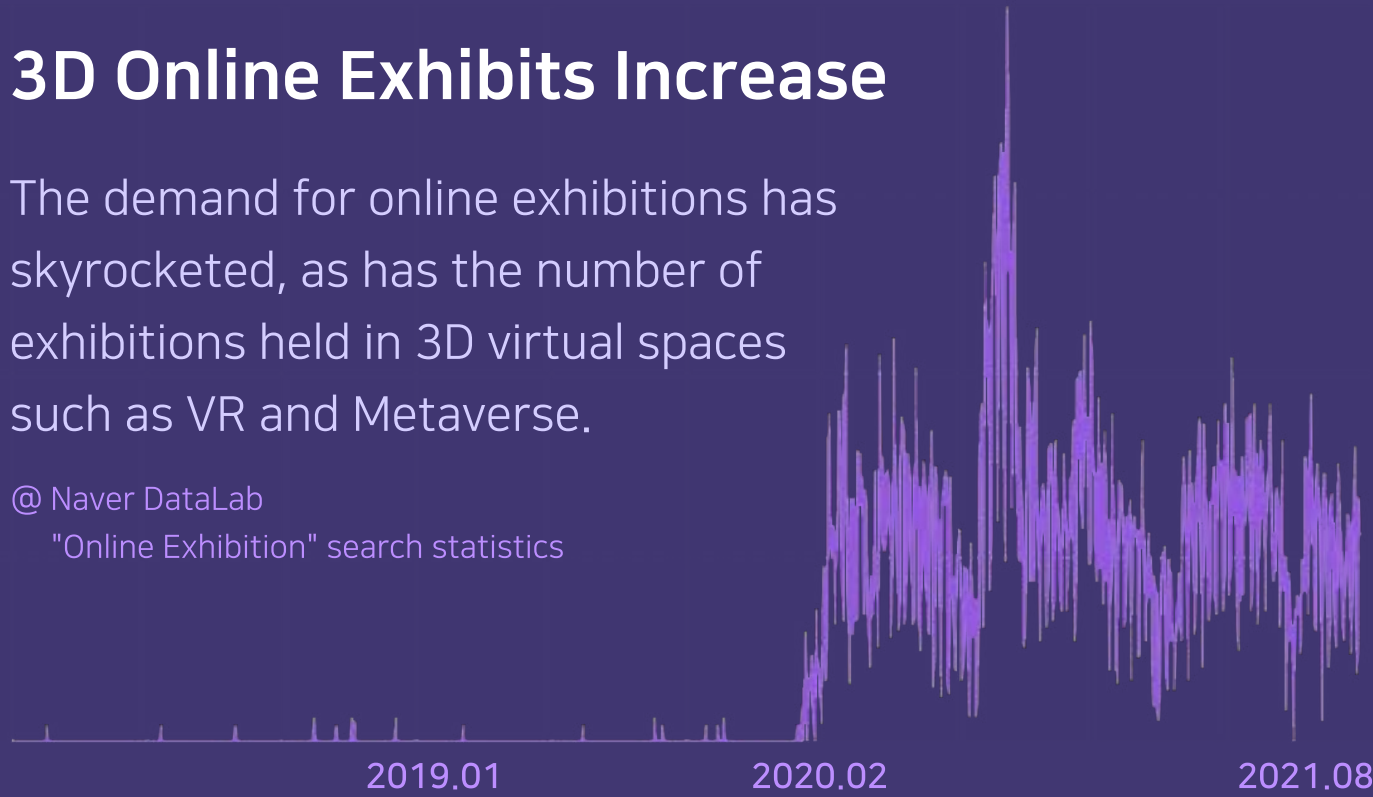 3D Online Exhibits Increase
The demand for online exhibitions has
skyrocketed, as has the number of
exhibitions held in 3D virtual spaces
such as VR and Metaverse.
@ Naver DataLab
"Online Exhibition" search statistics
2019.01 2020.02 2021.08